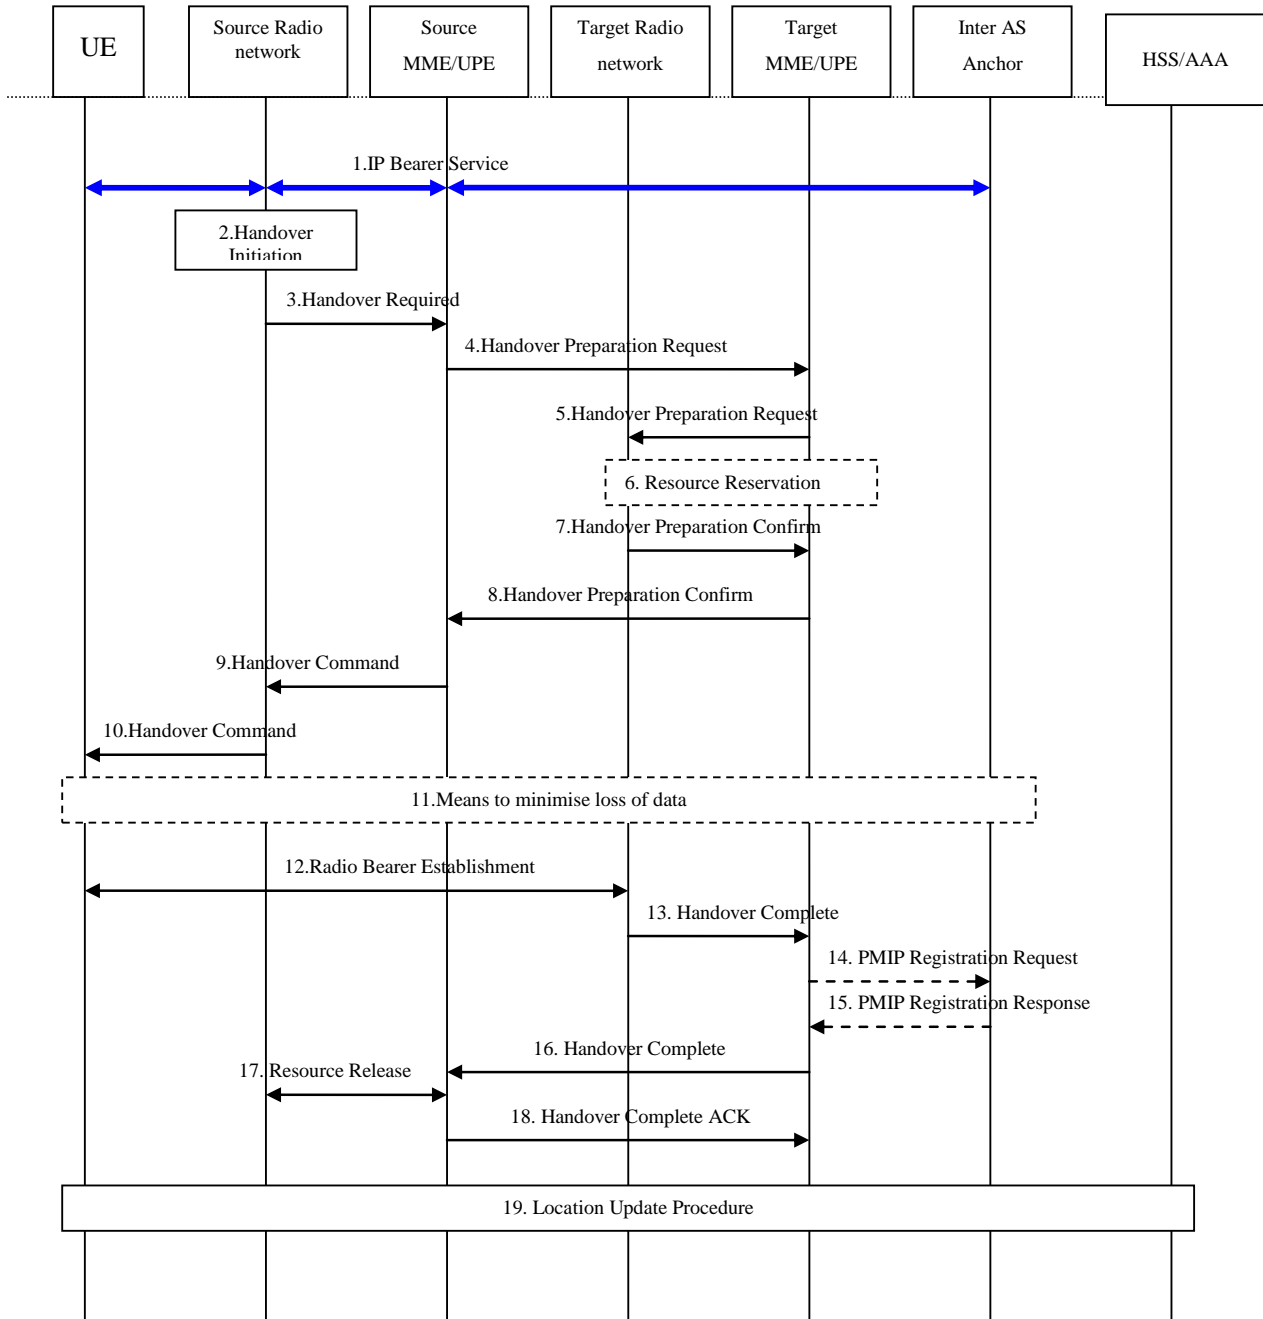 UE
Source Radio
network
Source
MME/UPE
Target Radio
network
Target
MME/UPE
Inter AS
Anchor
HSS/AAA
1.IP Bearer Service
2.Handover
Initiation
3.Handover Required
4.Handover Preparation Request
5.Handover Preparation Request
6. Resource Reservation
7.Handover Preparation Confirm
8.Handover Preparation Confirm
9.Handover Command
10.Handover Command
11.Means to minimise loss of data
12.Radio Bearer Establishment
13. Handover Complete
14. PMIP Registration Request
15. PMIP Registration Response
16. Handover Complete
17. Resource Release
18. Handover Complete ACK
19. Location Update Procedure